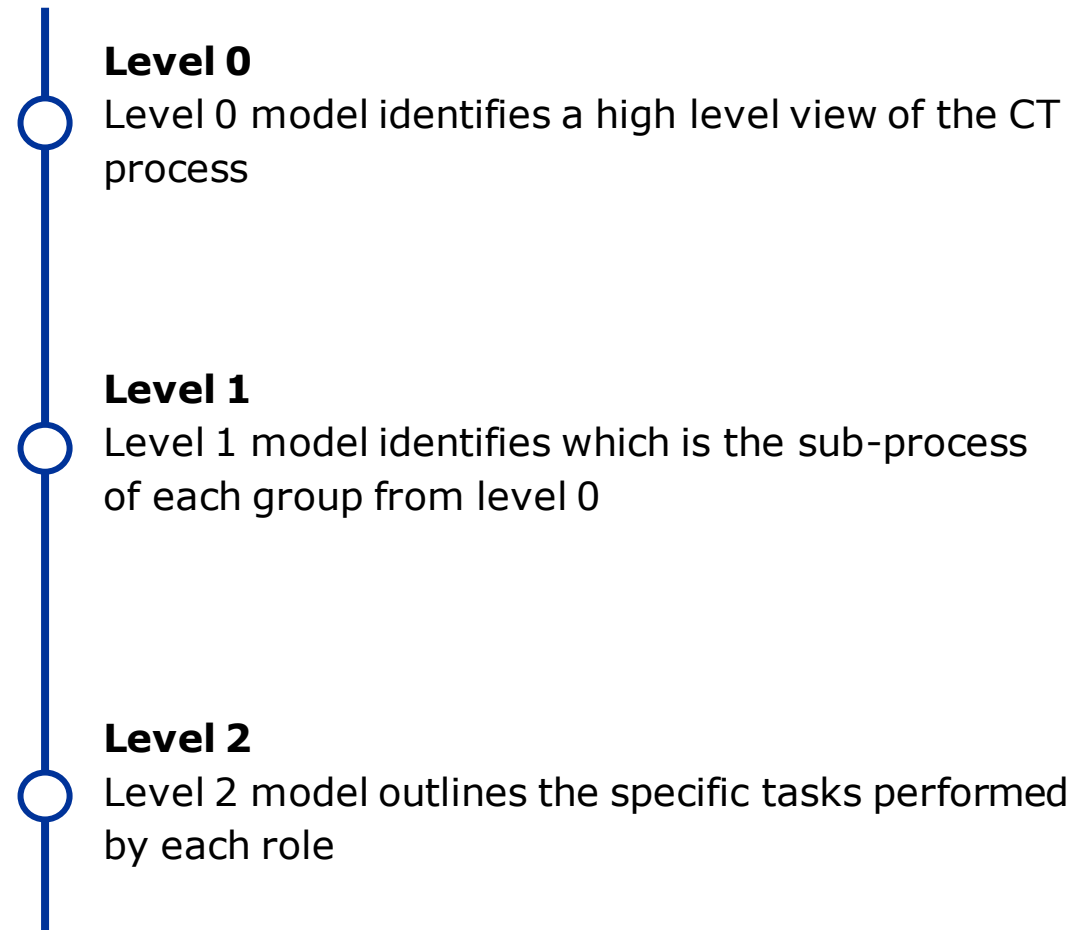 Level 0
Level 0 model identifies a high level view of the CT
process
Level 1
Level 1 model identifies which is the sub-process
of each group from level 0
Level 2
Level 2 model outlines the specific tasks performed
by each role